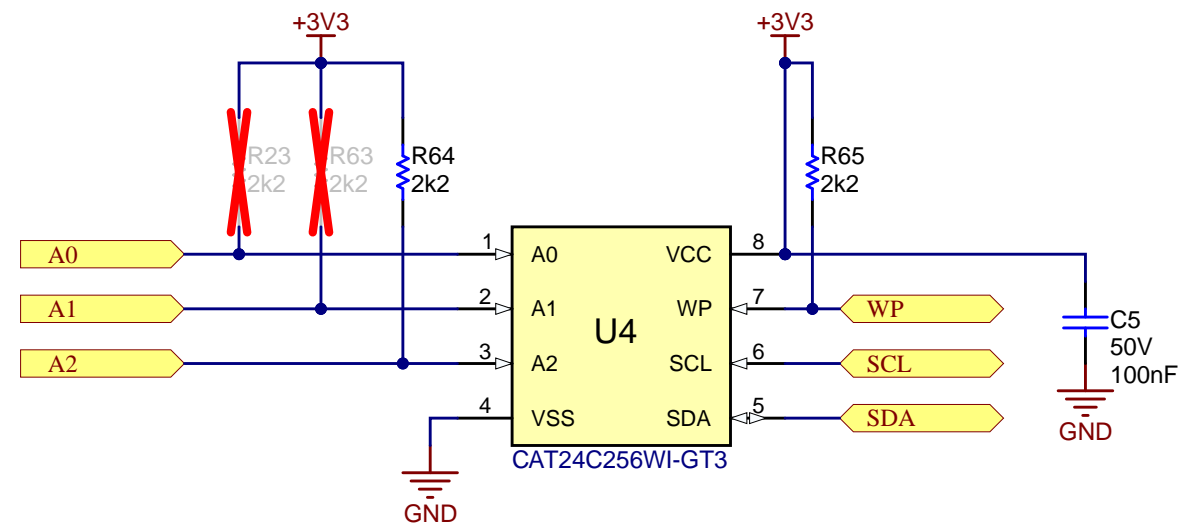 +3V3
+3V3
R23
2k2
R63
2k2
R64
2k2
R65
2k2
A0
1
A0
VCC
8
A1
2
A1
WP
7
WP
U4
A2
3
A2
SCL
6
SCL
4
VSS
SDA
5
SDA
C5
50V
100nF
GND
CAT24C256WI-GT3
GND